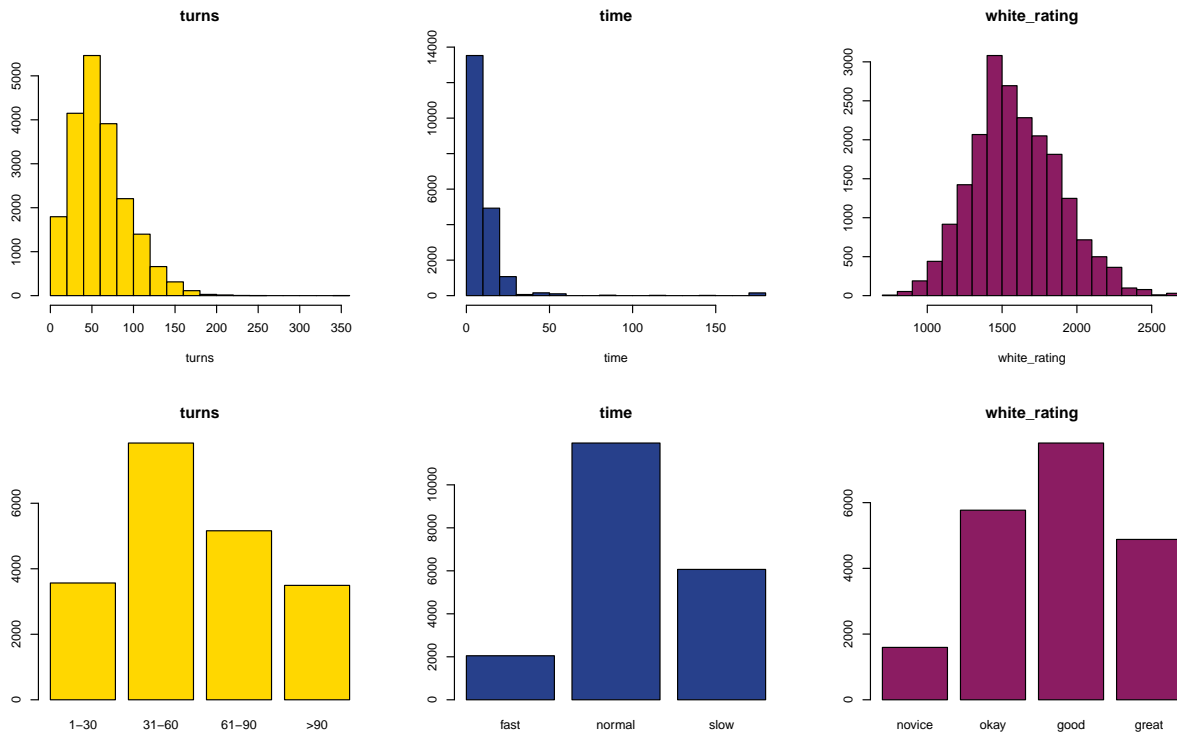 turns
0 1000 2000 3000 4000 5000
0 50 100 150 200 250 300 350
turns
time
0 2000 6000 10000 14000
0 50 100 150
time
white_rating
0 500 1000 1500 2000 2500 3000
1000 1500 2000 2500
white_rating
turns
0 2000 4000 6000
1−30 31−60 61−90 >90
time
0 2000 4000 6000 8000 10000
fast normal slow
white_rating
0 2000 4000 6000
novice okay good great